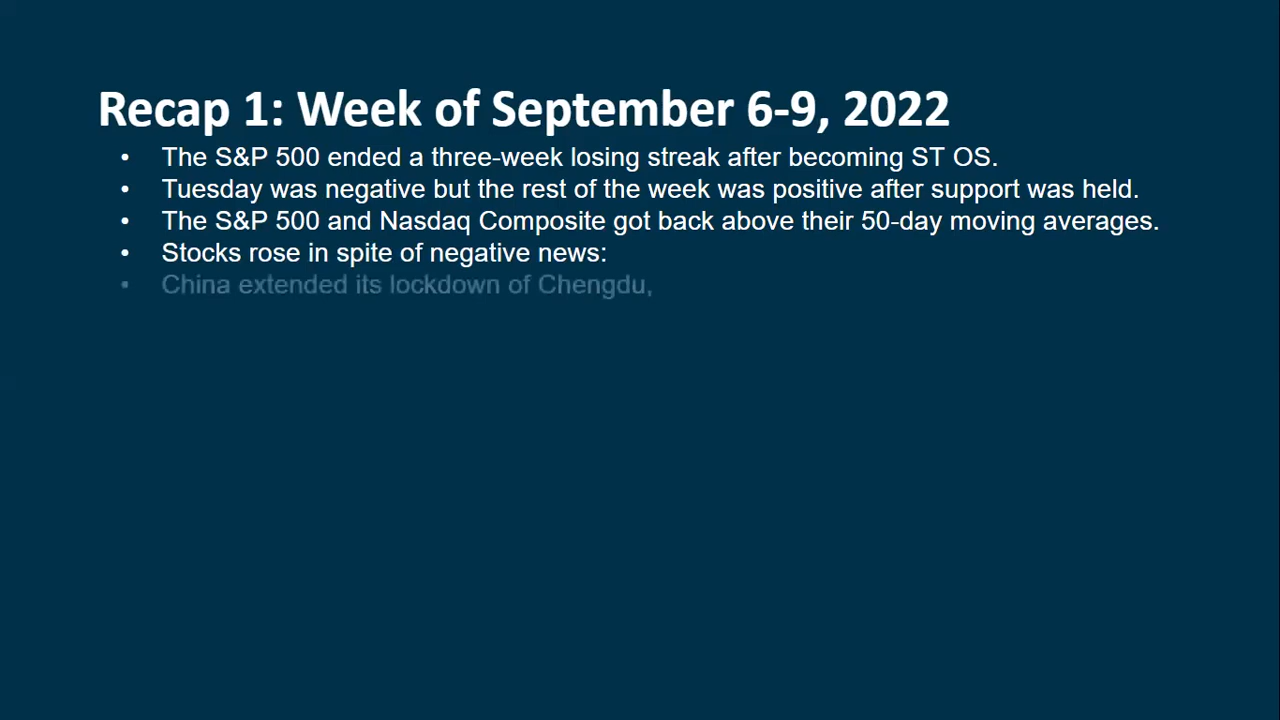 Recap 1: Week of September 6-9, 2022
• The S&P 500 ended a three-week losing streak after becoming ST OS.
• Tuesday was negative but the rest of the week was positive after support was held.
• The S&P 500 and Nasdaq Composite got back above their 50-day moving averages.
• Stocks rose in spite of negative news:
• China extended its lockdown of Chengdu,